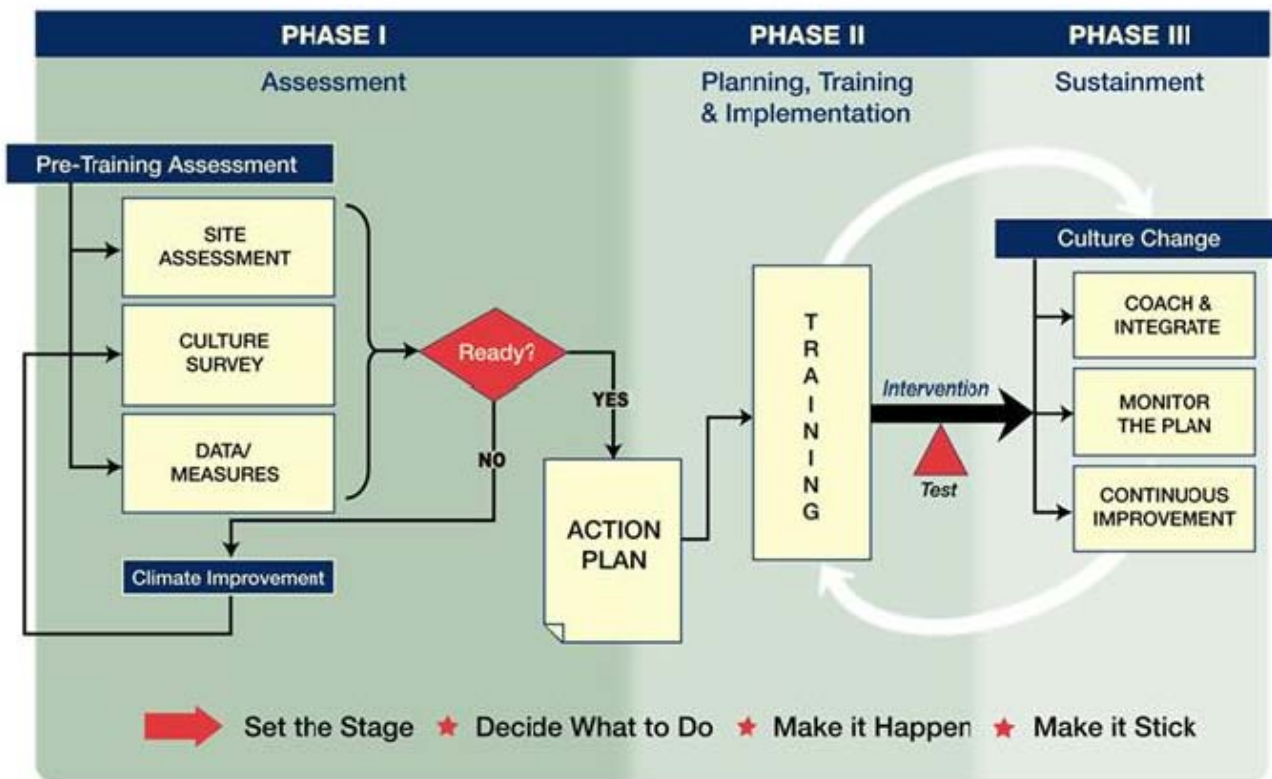 PHASE I
PHASE II
PHASE III
Assessment
Planning, Training
& Implementation
Sustainment
Pre-Training Assessment
SITE
ASSESSMENT
CULTURE
SURVEY
DATA/
MEASURES
Ready?
YES
NO
Climate Improvement
ACTION
PLAN
TRAINING
Intervention
Test
Culture Change
COACH &
INTEGRATE
MONITOR
THE PLAN
CONTINUOUS
IMPROVEMENT
Set the Stage ★ Decide What to Do ★ Make it Happen ★ Make it Stick